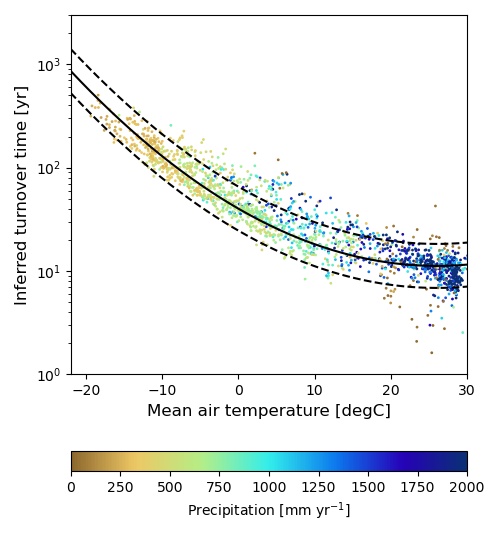 10³
10²
10¹
10⁰
Inferred turnover time [yr]
−20 −10 0 10 20 30
Mean air temperature [degC]
0 250 500 750 1000 1250 1500 1750 2000
Precipitation [mm yr⁻¹]